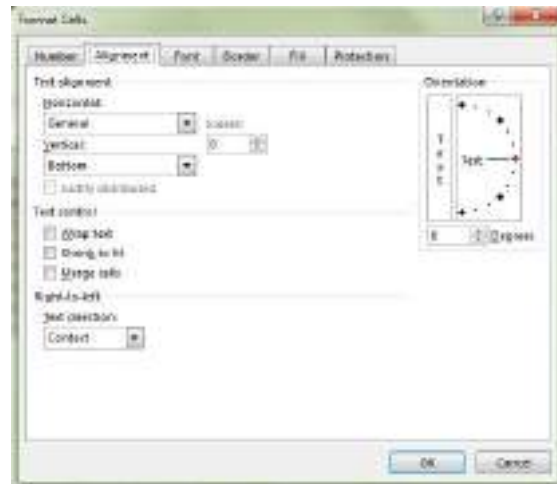 Format Cells
Number Alignment Font Border Fill Protection
Text alignment
Horizontal:
General
Indent:
Vertical:
0
Bottom
Justify distributed
Text control
Wrap text
Shrink to fit
Merge cells
Right-to-left
Text direction:
Context
Orientation
Text
Text
0 Degrees
OK Cancel